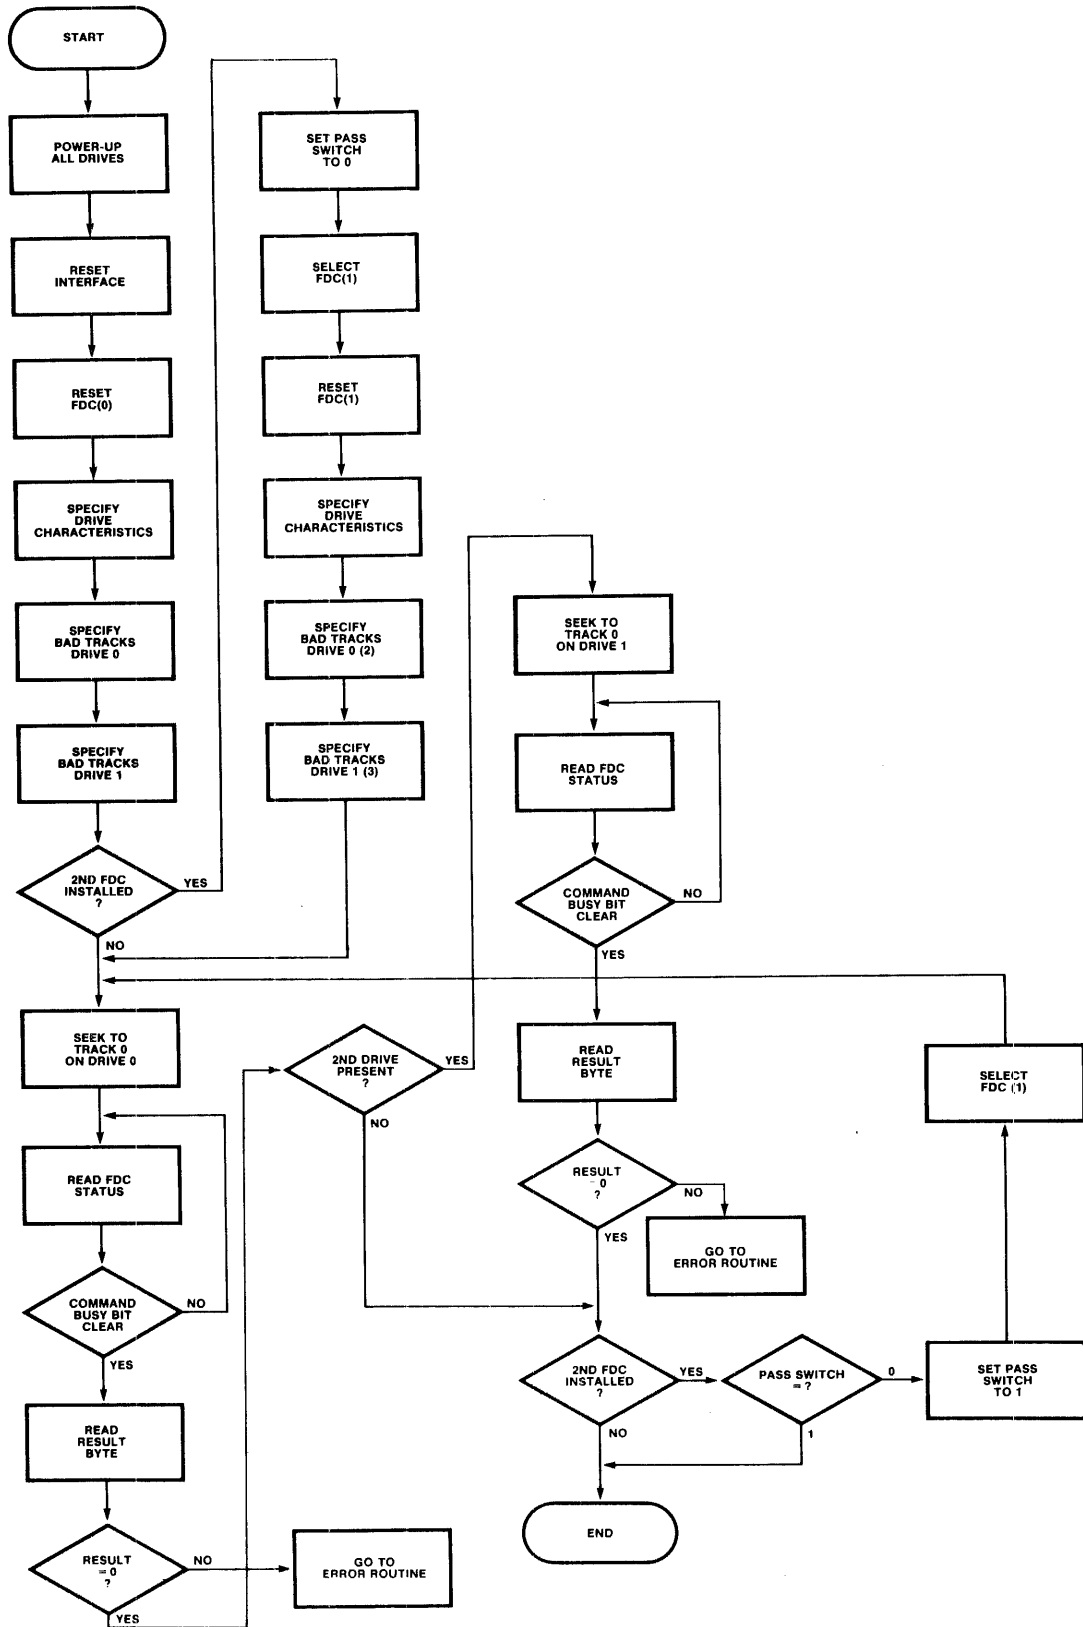 START
POWER-UP
ALL DRIVES
RESET
INTERFACE
RESET
FDC(0)
SPECIFY
DRIVE
CHARACTERISTICS
SPECIFY
BAD TRACKS
DRIVE 0
SPECIFY
BAD TRACKS
DRIVE 1
2ND FDC
INSTALLED
?
YES
NO
SET PASS
SWITCH
TO 0
SELECT
FDC(1)
RESET
FDC(1)
SPECIFY
DRIVE
CHARACTERISTICS
SPECIFY
BAD TRACKS
DRIVE 0 (2)
SPECIFY
BAD TRACKS
DRIVE 1 (3)
SEEK TO
TRACK 0
ON DRIVE 0
READ FDC
STATUS
COMMAND
BUSY BIT
CLEAR
NO
YES
READ
RESULT
BYTE
RESULT
= 0
?
NO
YES
GO TO
ERROR ROUTINE
2ND DRIVE
PRESENT
?
YES
NO
SEEK TO
TRACK 0
ON DRIVE 1
READ FDC
STATUS
COMMAND
BUSY BIT
CLEAR
NO
YES
READ
RESULT
BYTE
RESULT
= 0
?
NO
YES
GO TO
ERROR ROUTINE
2ND FDC
INSTALLED
?
YES
NO
PASS SWITCH
= ?
0
1
SET PASS
SWITCH
TO 1
SELECT
FDC (1)
END